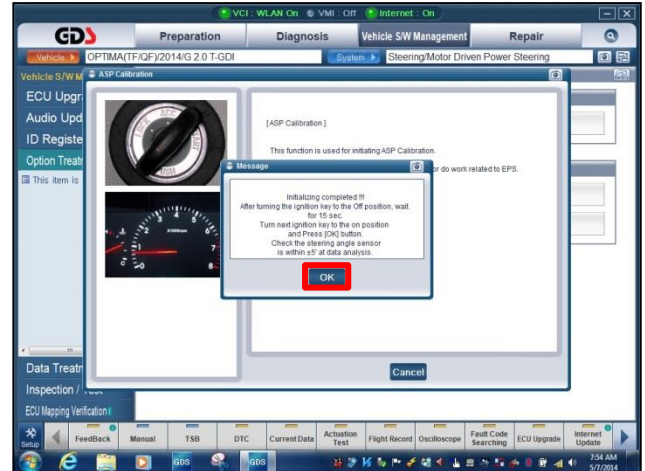 VCI : WLAN On VMI : Off Internet : On
GDS
Preparation
Diagnosis
Vehicle S/W Management
Repair
Vehicle
OPTIMA(TF/QF)/2014/G 2.0 T-GDI
System
Steering/Motor Driven Power Steering
Vehicle S/W M
ASP Calibration
ECU Upgr
Audio Upd
ID Registe
Option Treatr
This item is
[ASP Calibration ]
This function is used for initiating ASP Calibration.
or do work related to EPS.
Message
Initializing completed !!!
After turning the ignition key to the Off position, wait
for 15 sec.
Turn next ignition key to the on position
and Press [OK] button.
Check the steering angle sensor
is within ±5˚at data analysis.
OK
Cancel
Data Treatn
Inspection /
ECU Mapping Verification
Setup
FeedBack
Manual
TSB
DTC
Current Data
Actuation
Test
Flight Record
Oscilloscope
Fault Code
Searching
ECU Upgrade
Internet
Update
GDS
GDS
7:54 AM
5/7/2014